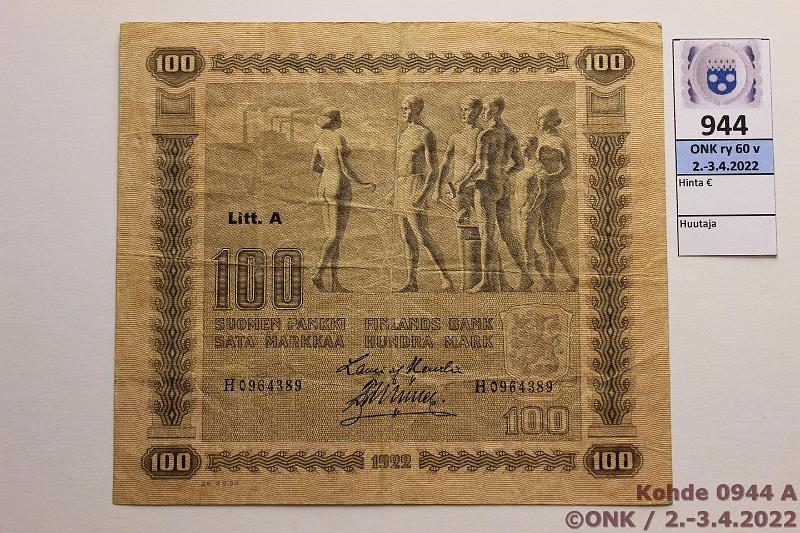 100
100
Litt. A
100
SUOMEN PANKKI FINLANDS BANK
SATA MARKKAA HUNDRA MARK
H0964389
H0964389
100
100
1922
100
944
ONK ry 60 v
2.-3.4.2022
Hinta €
Huutaja
Kohde 0944 A
©ONK / 2.-3.4.2022